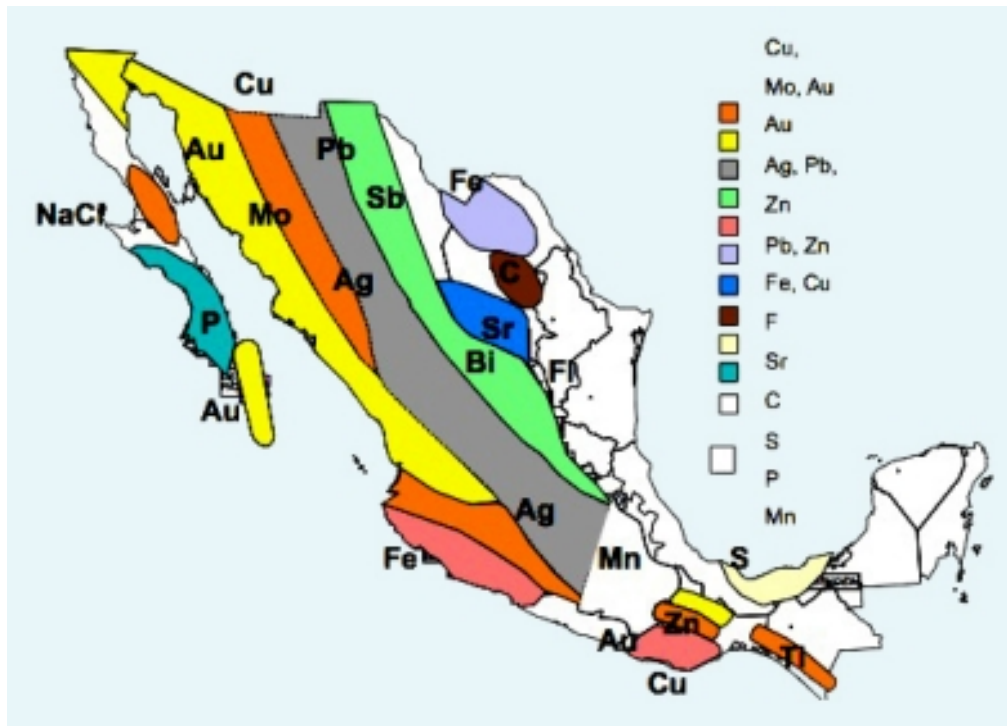 Cu
Au
Pb
Sb
Fe
NaCl
Mo
C
Ag
P
Sr
Bi
Fl
Au
Ag
Fe
Mn
S
Au
Zn
Tl
Cu
Cu,
Mo, Au
Au
Ag, Pb,
Zn
Pb, Zn
Fe, Cu
F
Sr
C
S
P
Mn